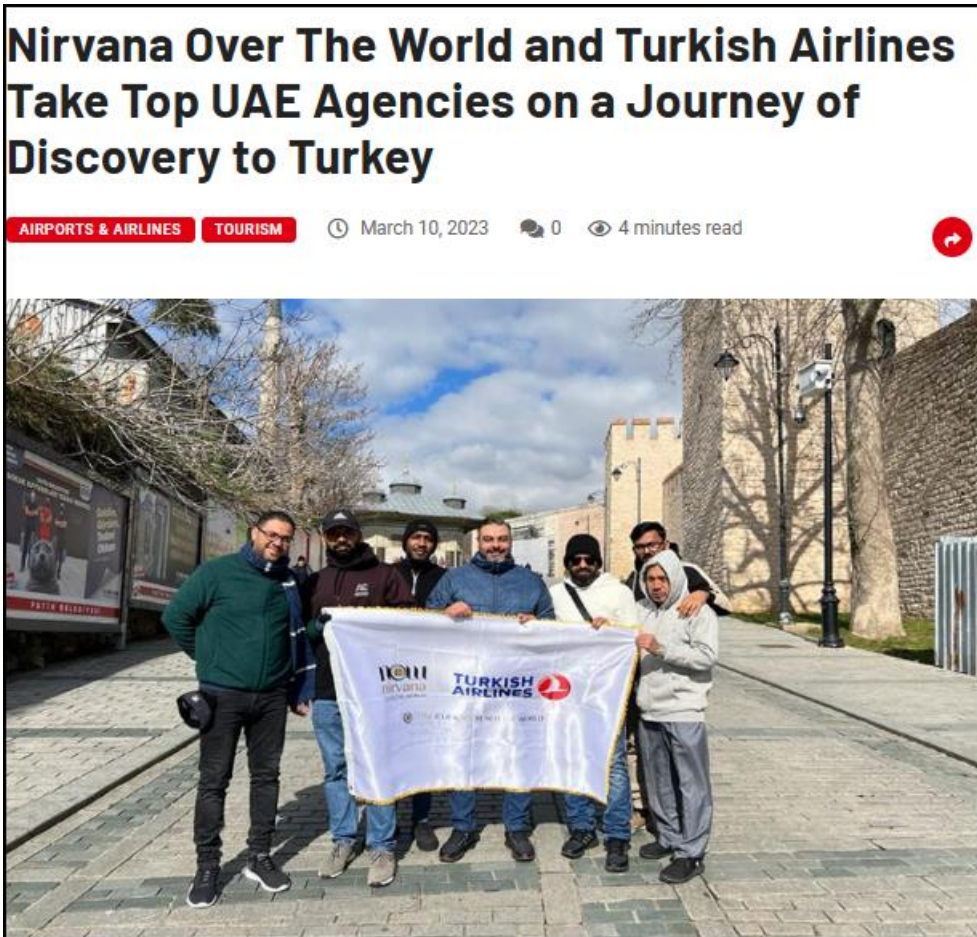 Nirvana Over The World and Turkish Airlines
Take Top UAE Agencies on a Journey of
Discovery to Turkey
AIRPORTS & AIRLINES TOURISM March 10, 2023 0 4 minutes read
FATIH BELEDİYESİ
nirvana
TURKISH
AIRLINES